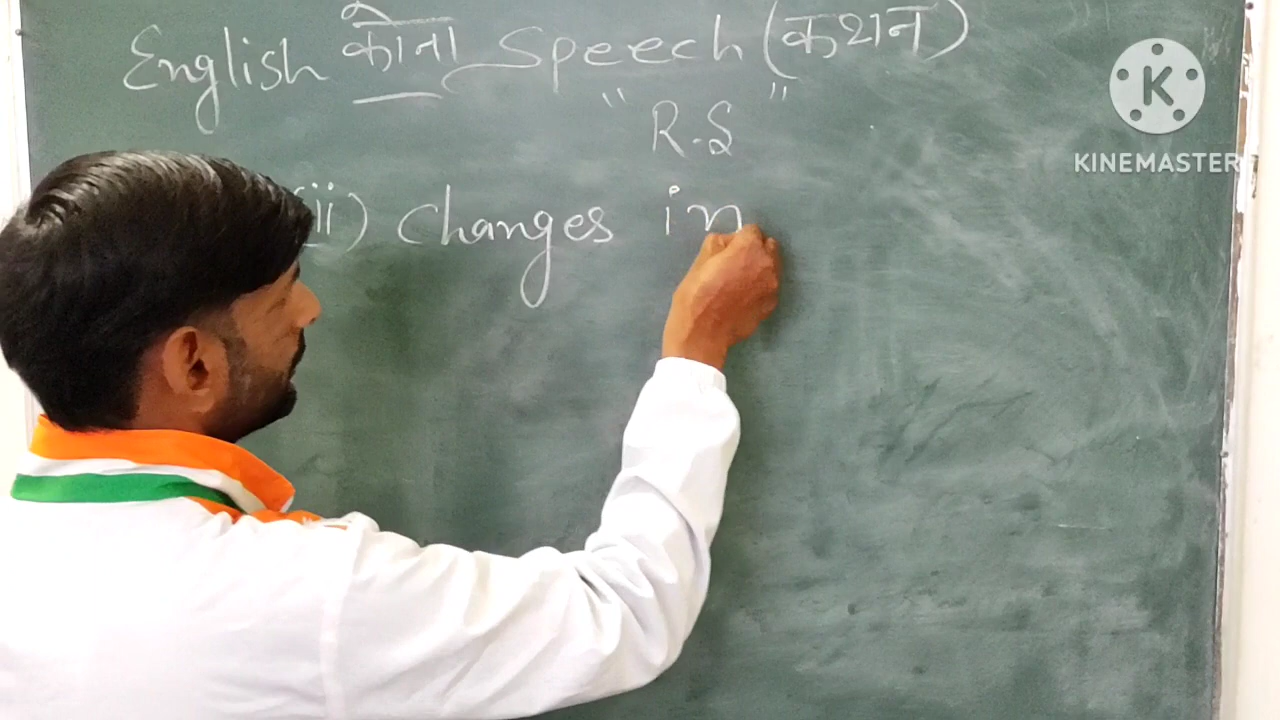 English कोना Speech (कथन)
" R.S "
(ii) Changes in
K
KINEMASTER